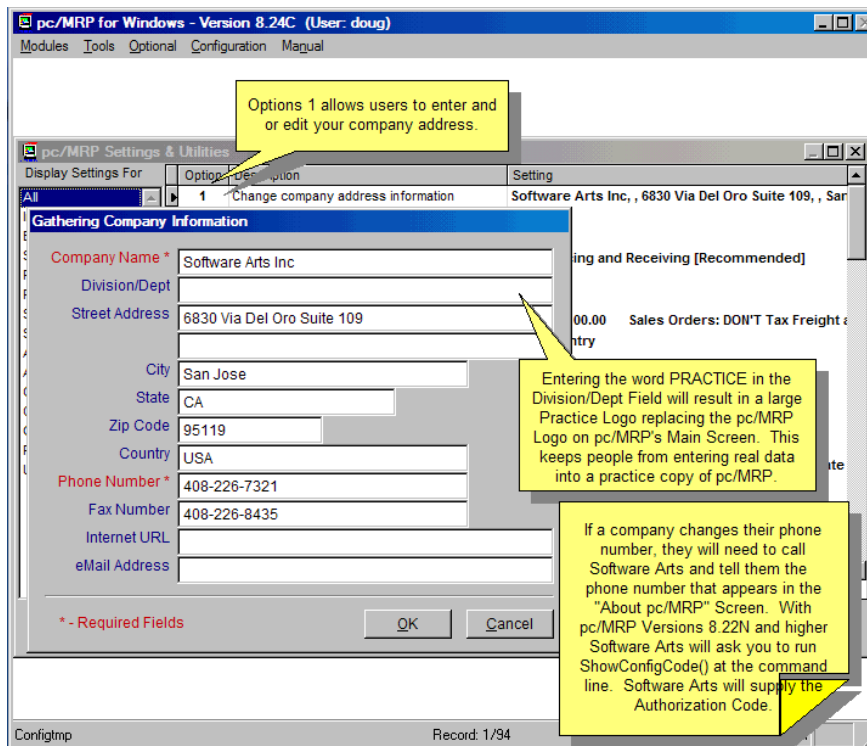 pc/MRP for Windows - Version 8.24C (User: doug)
Modules Tools Optional Configuration Manual
Options 1 allows users to enter and
or edit your company address.
pc/MRP Settings & Utilities
Display Settings For Option Setting
All 1 Change company address information Software Arts Inc, , 6830 Via Del Oro Suite 109, , San
Gathering Company Information
Company Name * Software Arts Inc
ing and Receiving [Recommended]
Division/Dept
Street Address 6830 Via Del Oro Suite 109
00.00 Sales Orders: DON'T Tax Freight a
ntry
City San Jose
State CA
Zip Code 95119
Country USA
Phone Number * 408-226-7321
Fax Number 408-226-8435
Internet URL
eMail Address
Entering the word PRACTICE in the
Division/Dept Field will result in a large
Practice Logo replacing the pc/MRP
Logo on pc/MRP's Main Screen. This
keeps people from entering real data
into a practice copy of pc/MRP.
If a company changes their phone
number, they will need to call
Software Arts and tell them the
phone number that appears in the
"About pc/MRP" Screen. With
pc/MRP Versions 8.22N and higher
Software Arts will ask you to run
ShowConfigCode() at the command
line. Software Arts will supply the
Authorization Code.
* - Required Fields OK Cancel
Configtmp Record: 1/94